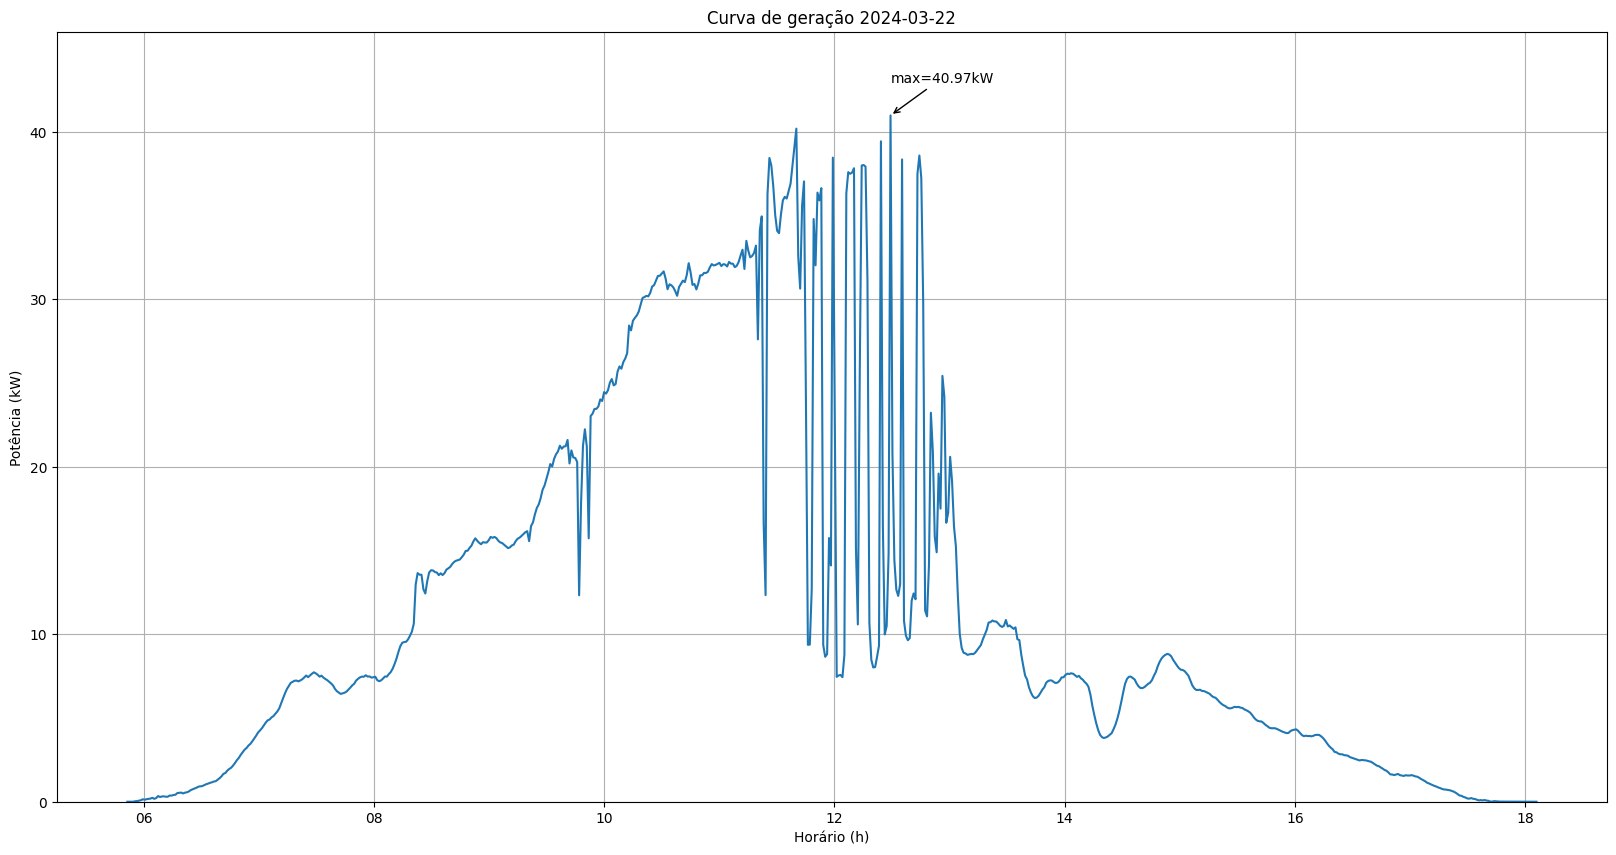 Curva de geração 2024-03-22
max=40.97kW
40
30
20
10
0
Potência (kW)
06 08 10 12 14 16 18
Horário (h)